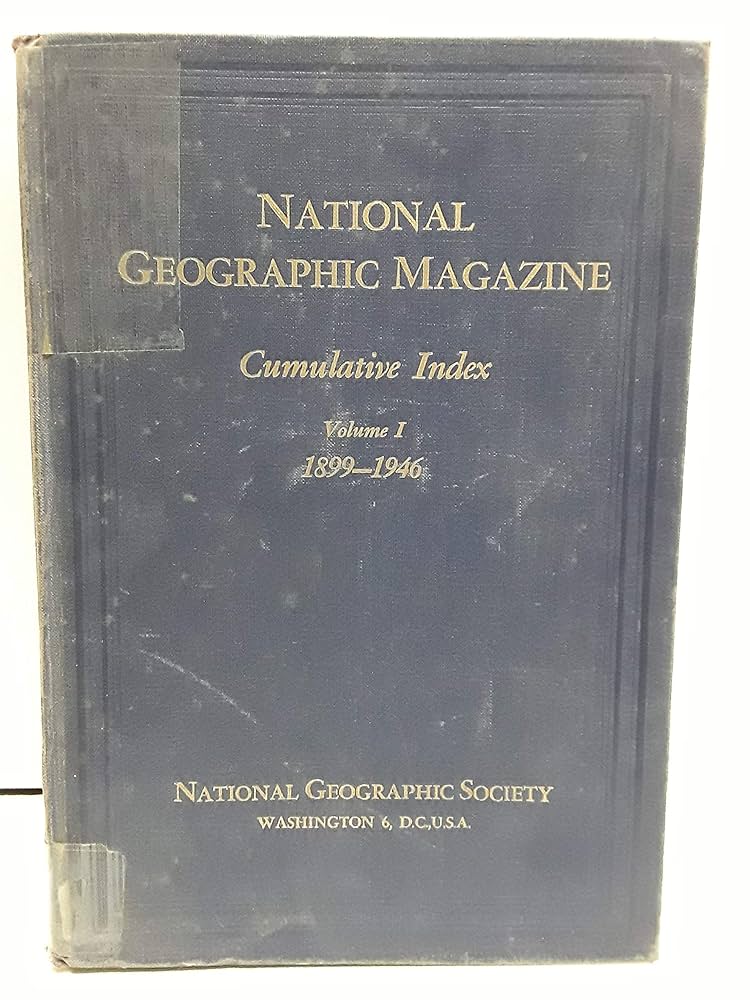 NATIONAL
GEOGRAPHIC MAGAZINE
Cumulative Index
Volume I
1899—1946
NATIONAL GEOGRAPHIC SOCIETY
WASHINGTON 6, D.C., U.S.A.